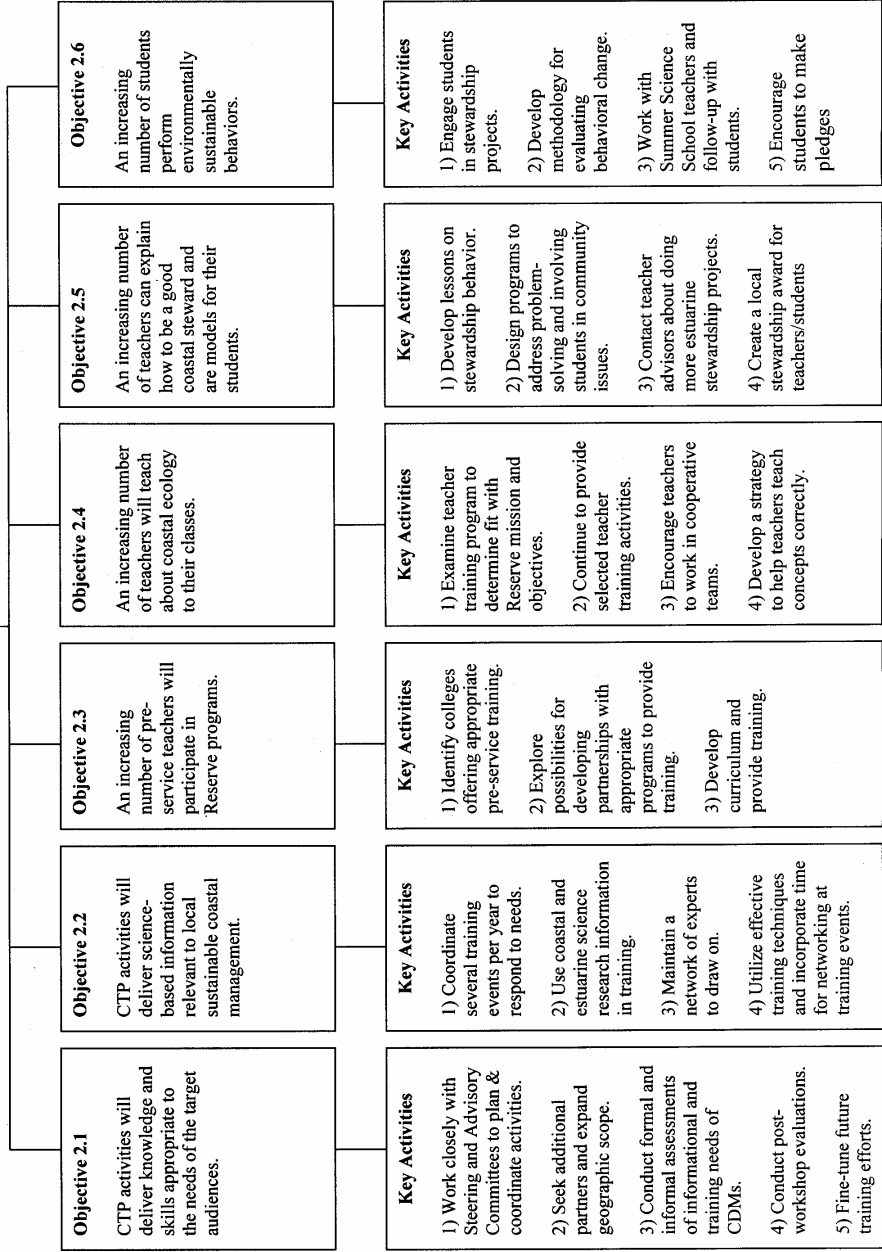 Objective 2.1
CTP activities will
deliver knowledge and
skills appropriate to
the needs of the target
audiences.
Key Activities
1) Work closely with
Steering and Advisory
Committees to plan &
coordinate activities.
2) Seek additional
partners and expand
geographic scope.
3) Conduct formal and
informal assessments
of informational and
training needs of
CDMs.
4) Conduct post-
workshop evaluations.
5) Fine-tune future
training efforts.
Objective 2.2
CTP activities will
deliver science-
based information
relevant to local
sustainable coastal
management.
Key Activities
1) Coordinate
several training
events per year to
respond to needs.
2) Use coastal and
estuarine science
research information
in training.
3) Maintain a
network of experts
to draw on.
4) Utilize effective
training techniques
and incorporate time
for networking at
training events.
Objective 2.3
An increasing
number of pre-
service teachers will
participate in
Reserve programs.
Key Activities
1) Identify colleges
offering appropriate
pre-service training.
2) Explore
possibilities for
developing
partnerships with
appropriate
programs to provide
training.
3) Develop
curriculum and
provide training.
Objective 2.4
An increasing number
of teachers will teach
about coastal ecology
to their classes.
Key Activities
1) Examine teacher
training program to
determine fit with
Reserve mission and
objectives.
2) Continue to provide
selected teacher
training activities.
3) Encourage teachers
to work in cooperative
teams.
4) Develop a strategy
to help teachers teach
concepts correctly.
Objective 2.5
An increasing number
of teachers can explain
how to be a good
coastal steward and
are models for their
students.
Key Activities
1) Develop lessons on
stewardship behavior.
2) Design programs to
address problem-
solving and involving
students in community
issues.
3) Contact teacher
advisors about doing
more estuarine
stewardship projects.
4) Create a local
stewardship award for
teachers/students
Objective 2.6
An increasing
number of students
perform
environmentally
sustainable
behaviors.
Key Activities
1) Engage students
in stewardship
projects.
2) Develop
methodology for
evaluating
behavioral change.
3) Work with
Summer Science
School teachers and
follow-up with
students.
5) Encourage
students to make
pledges